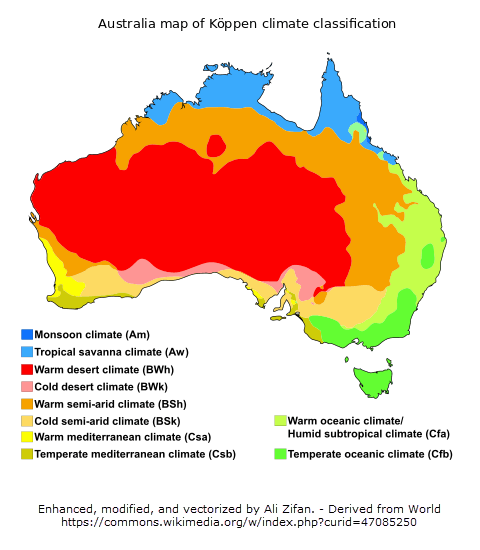 Australia map of Köppen climate classification
Monsoon climate (Am)
Tropical savanna climate (Aw)
Warm desert climate (BWh)
Cold desert climate (BWk)
Warm semi-arid climate (BSh)
Cold semi-arid climate (BSk)
Warm mediterranean climate (Csa)
Temperate mediterranean climate (Csb)
Warm oceanic climate/
Humid subtropical climate (Cfa)
Temperate oceanic climate (Cfb)
Enhanced, modified, and vectorized by Ali Zifan. - Derived from World
https://commons.wikimedia.org/w/index.php?curid=47085250